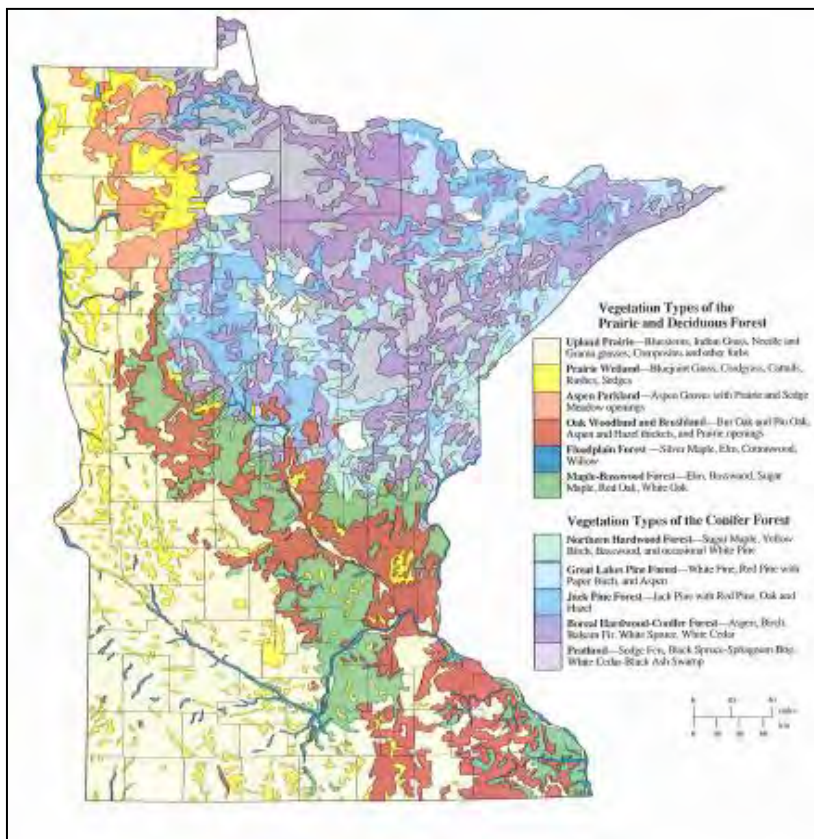 Vegetation Types of the
Prairie and Deciduous Forest
Upland Prairie—Bluestems, Indian Grass, Needle and
Grama grasses, Composites and other forbs
Prairie Wetland—Bluejoint Grass, Cordgrass, Cattails,
Rushes, Sedges
Aspen Parkland—Aspen Groves with Prairie and Sedge
Meadow openings
Oak Woodland and Brushland—Bur Oak and Pin Oak,
Aspen and Hazel thickets, and Prairie openings
Floodplain Forest—Silver Maple, Elm, Cottonwood,
Willow
Maple-Basswood Forest—Elm, Basswood, Sugar
Maple, Red Oak, White Oak
Vegetation Types of the Conifer Forest
Northern Hardwood Forest—Sugar Maple, Yellow
Birch, Basswood, and occasional White Pine
Great Lakes Pine Forest—White Pine, Red Pine with
Paper Birch, and Aspen
Jack Pine Forest—Jack Pine with Red Pine, Oak and
Hazel
Boreal Hardwood-Conifer Forest—Aspen, Birch,
Balsam Fir, White Spruce, White Cedar
Peatland—Sedge Fen, Black Spruce-Sphagnum Bog,
White Cedar-Black Ash Swamp
miles
km